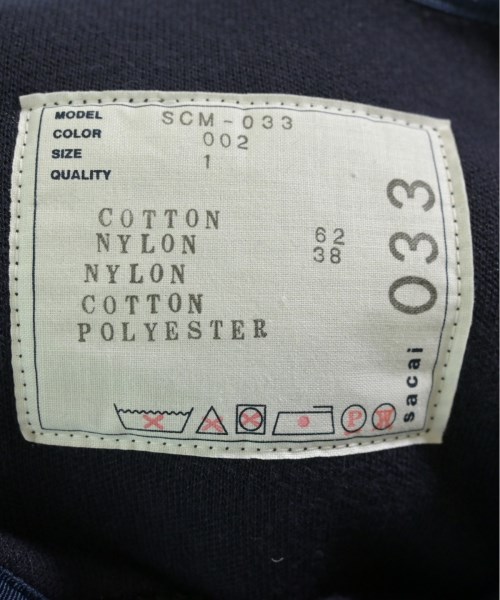 MODEL SCM-033
COLOR 002
SIZE 1
QUALITY
COTTON 62
NYLON 38
NYLON
COTTON
POLYESTER
P W
sacai 033